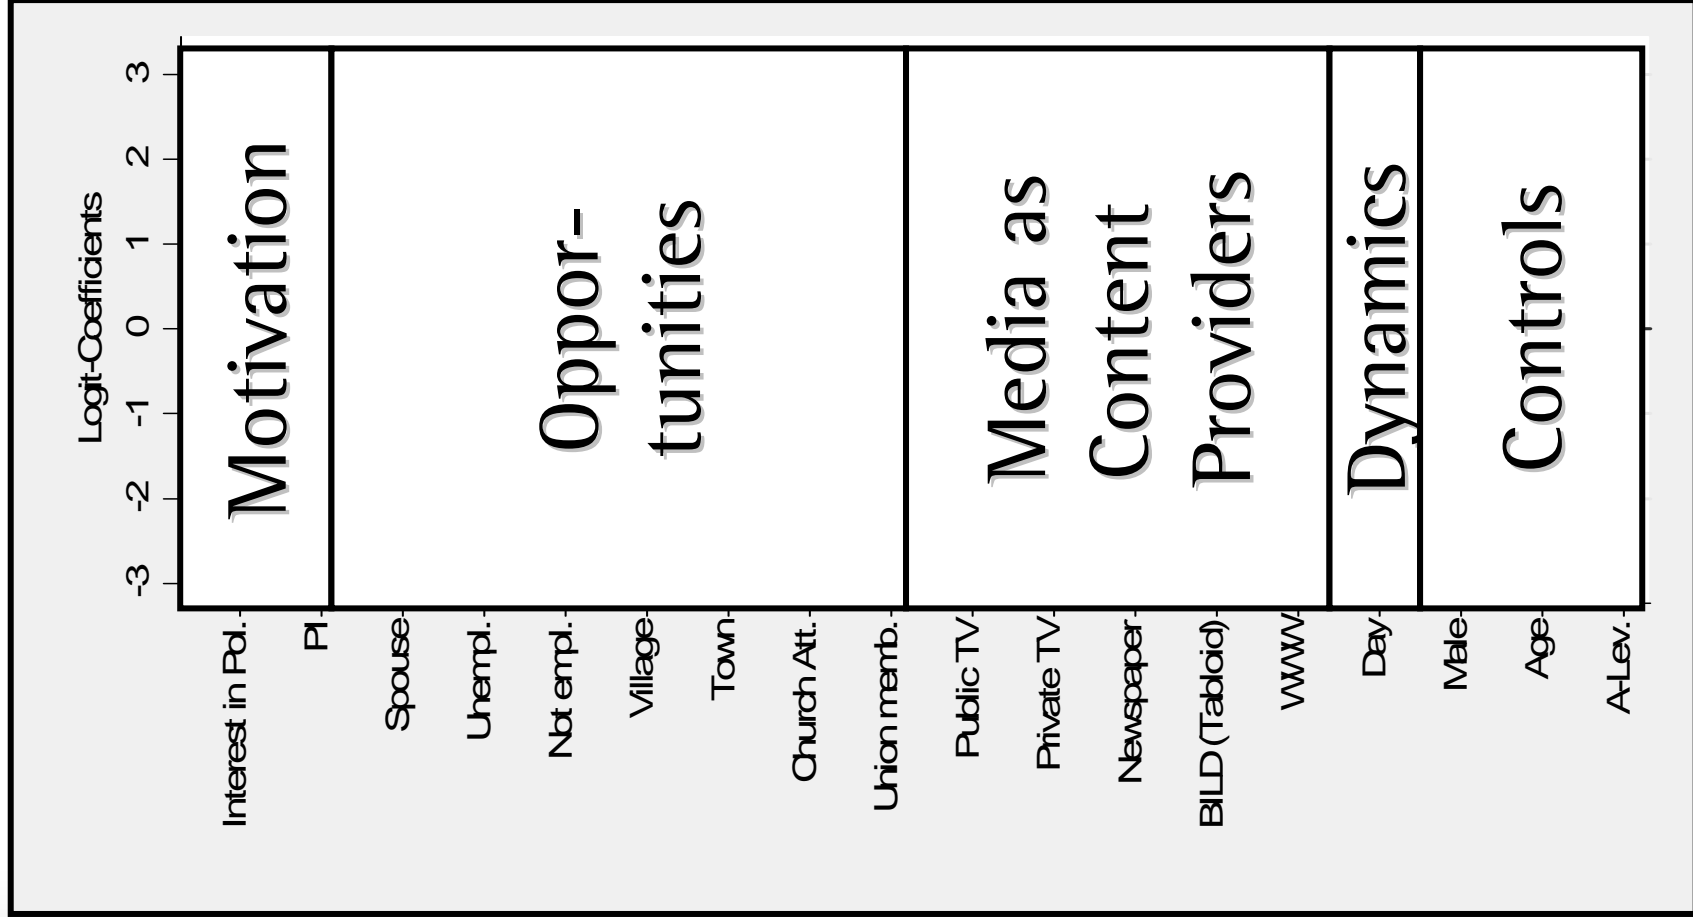 Logit-Coefficients
3
2
1
0
-1
-2
-3
Motivation
Oppor-
tunities
Media as
Content
Providers
Dynamics
Controls
Interest in Pol.
PI
Spouse
Unempl.
Not empl.
Village
Town
Church Att.
Union memb.
Public TV
Private TV
Newspaper
BILD (Tabloid)
WWW
Day
Male
Age
A-Lev.